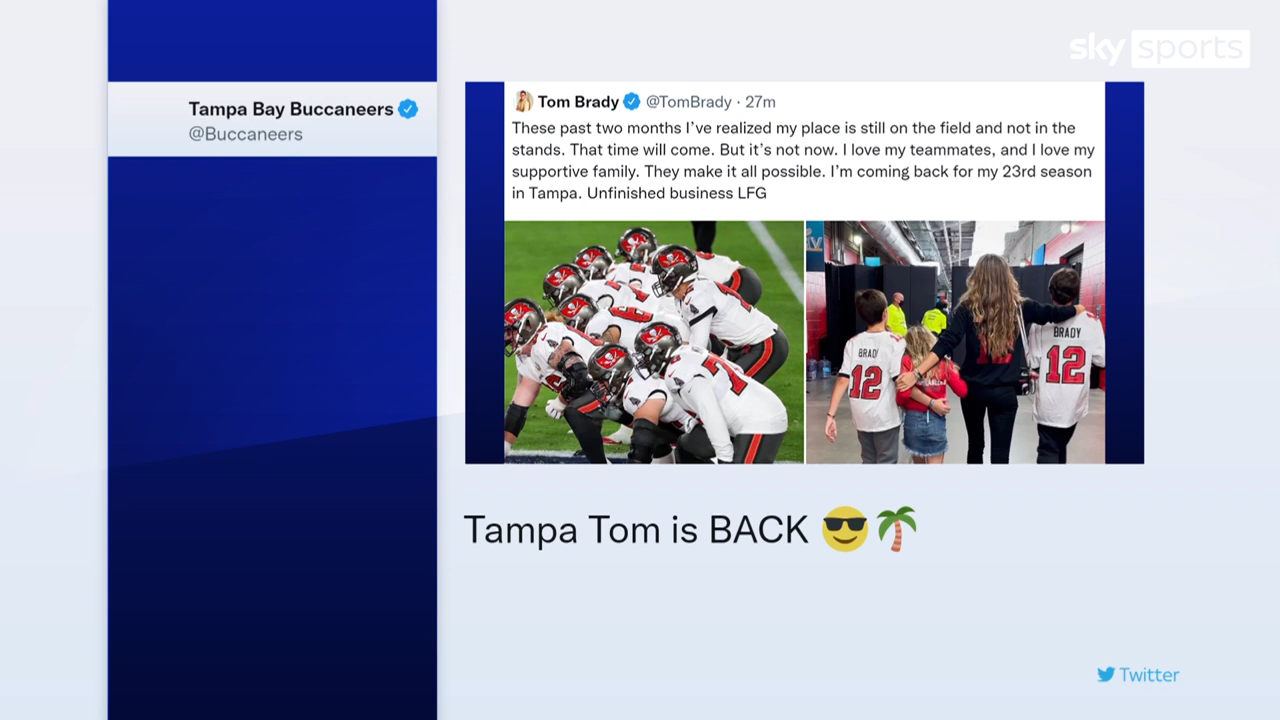 sky sports
Tampa Bay Buccaneers
@Buccaneers
Tom Brady @TomBrady · 27m
These past two months I’ve realized my place is still on the field and not in the
stands. That time will come. But it’s not now. I love my teammates, and I love my
supportive family. They make it all possible. I’m coming back for my 23rd season
in Tampa. Unfinished business LFG
BRADY
12
BRADY
12
Tampa Tom is BACK 😎🌴
Twitter